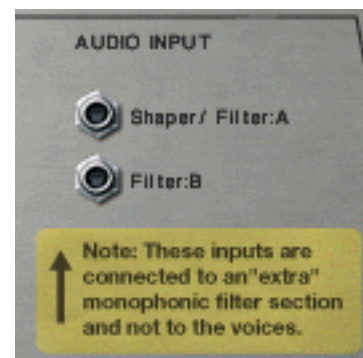 AUDIO INPUT
Shaper/ Filter:A
Filter:B
Note: These inputs are
connected to an"extra"
monophonic filter section
and not to the voices.